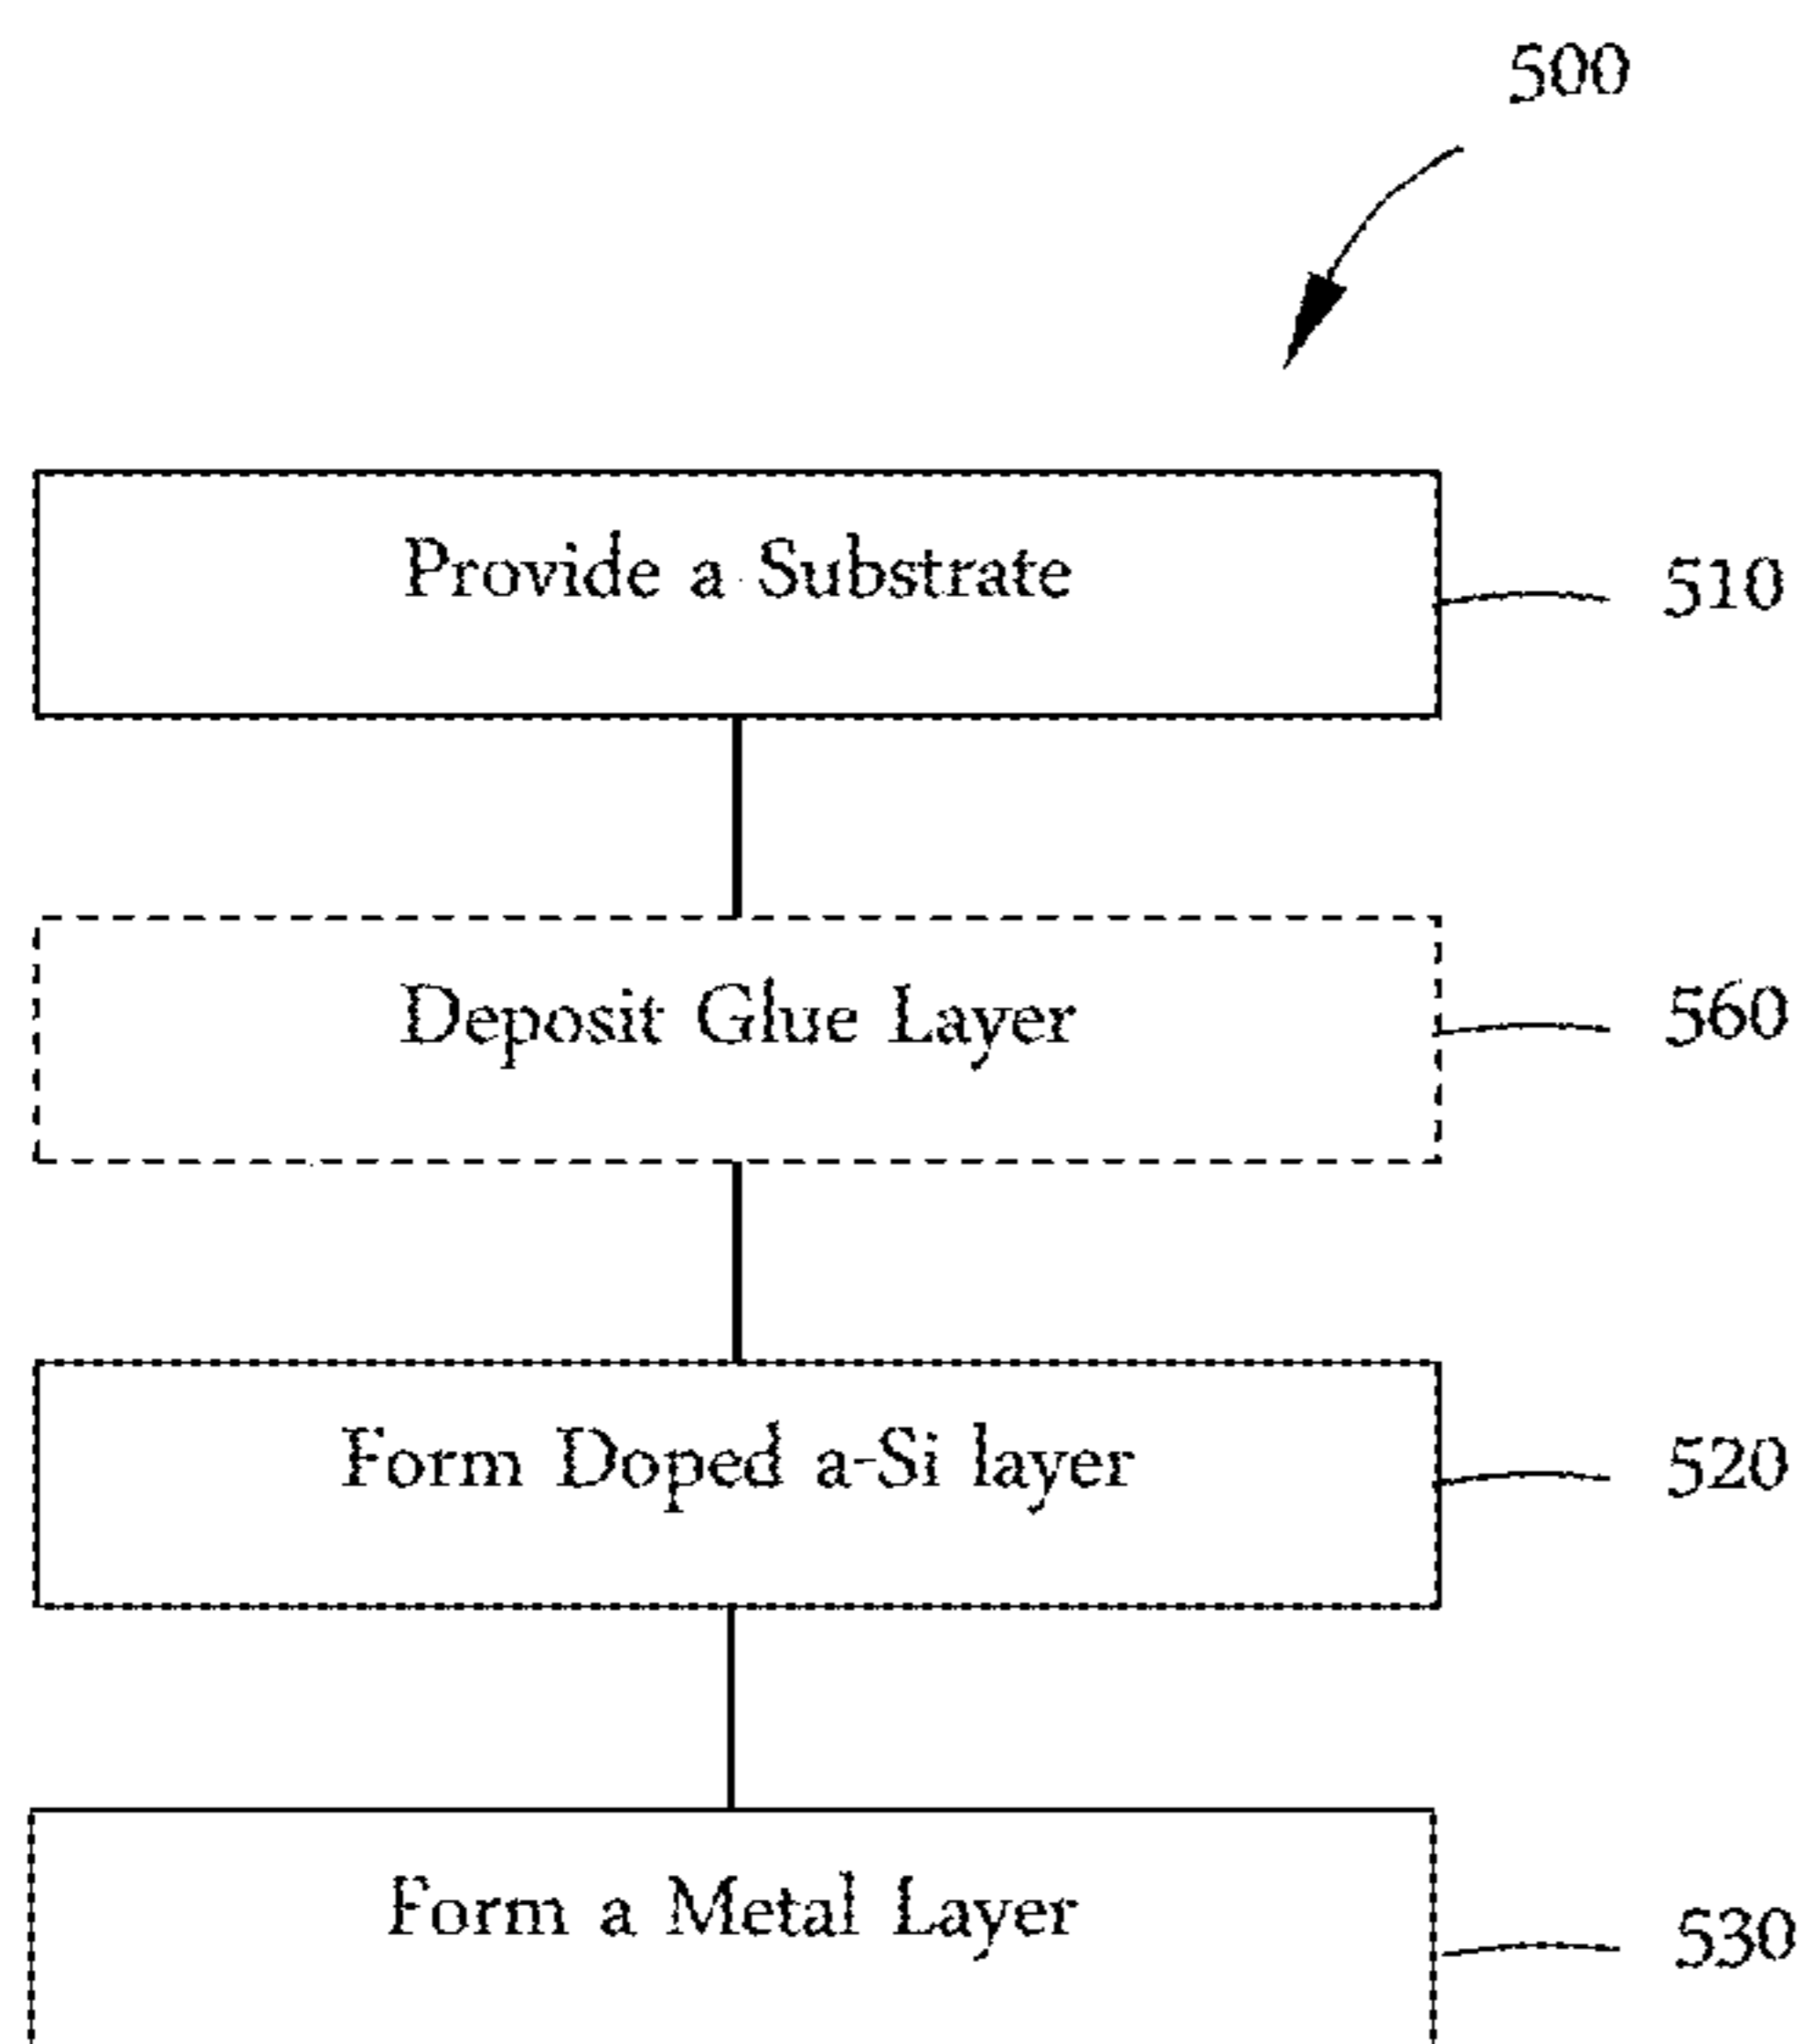 500
Provide a Substrate
510
Deposit Glue Layer
560
Form Doped a-Si layer
520
Form a Metal Layer
530